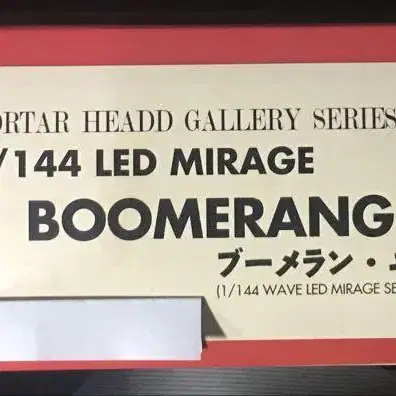 ORTAR HEADD GALLERY SERIES
/144 LED MIRAGE
BOOMERANG
ブーメラン・
(1/144 WAVE LED MIRAGE SE